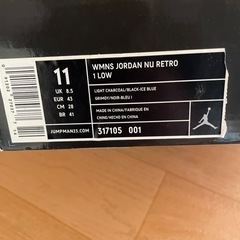 11
UK 8.5
EUR 43
CM 28
BR 41
WMNS JORDAN NU RETRO
1 LOW
LIGHT CHARCOAL/BLACK-ICE BLUE
MADE IN CHINA/FABRIQUE EN
CHINE/HECHO EN CHINA
JUMPMAN23.COM
317105 001